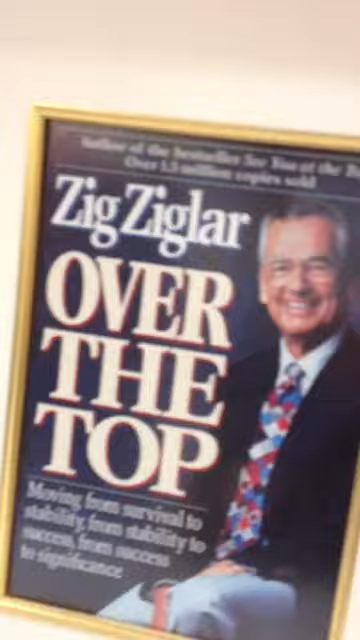 Author of the bestseller See You at the
Over 1.5 million copies sold
Zig Ziglar
OVER
THE
TOP
Moving from survival to
stability, from stability to
success, from success
to significance